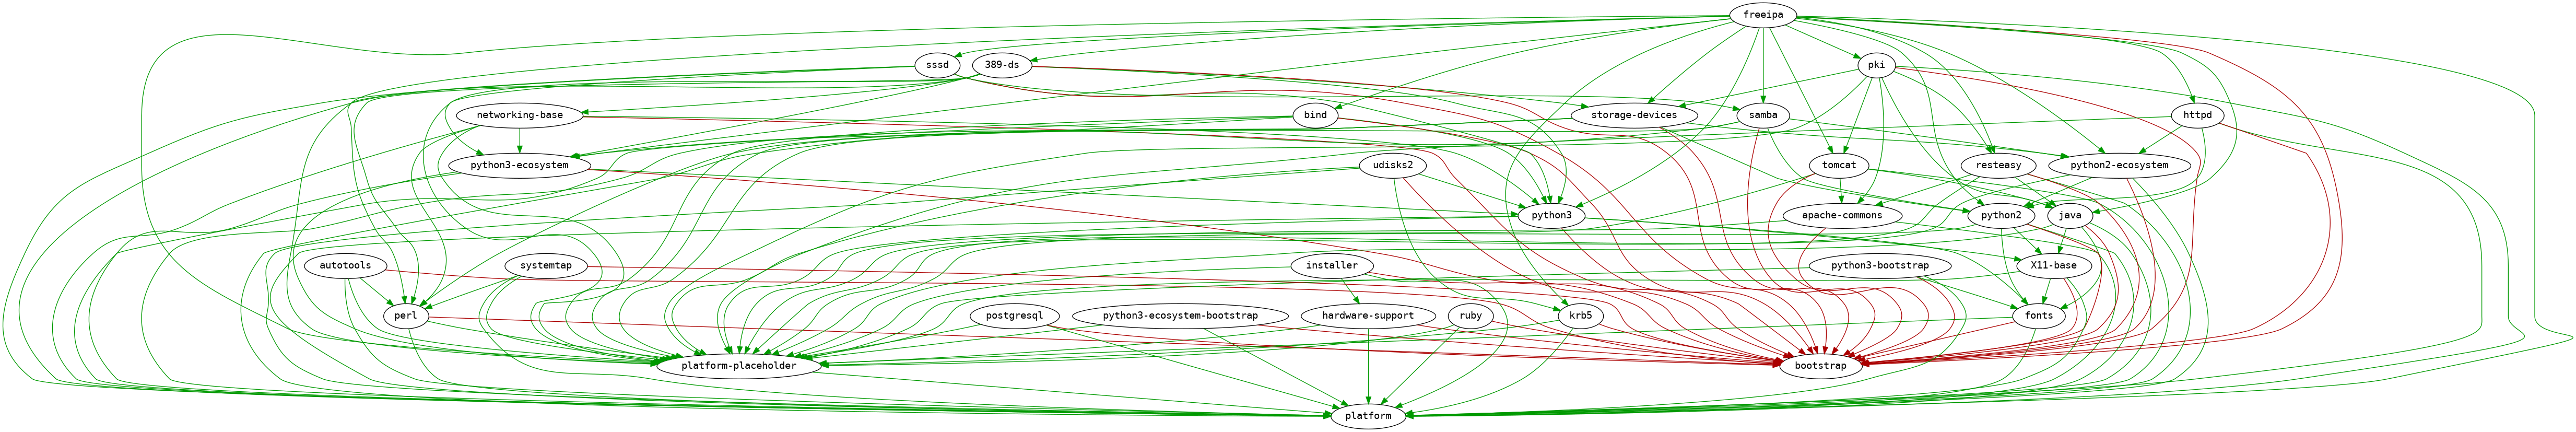 freeipa
sssd
389-ds
pki
networking-base
bind
storage-devices
samba
httpd
python3-ecosystem
udisks2
tomcat
resteasy
python2-ecosystem
python3
apache-commons
python2
java
autotools
systemtap
installer
python3-bootstrap
X11-base
perl
postgresql
python3-ecosystem-bootstrap
hardware-support
ruby
krb5
fonts
platform-placeholder
bootstrap
platform